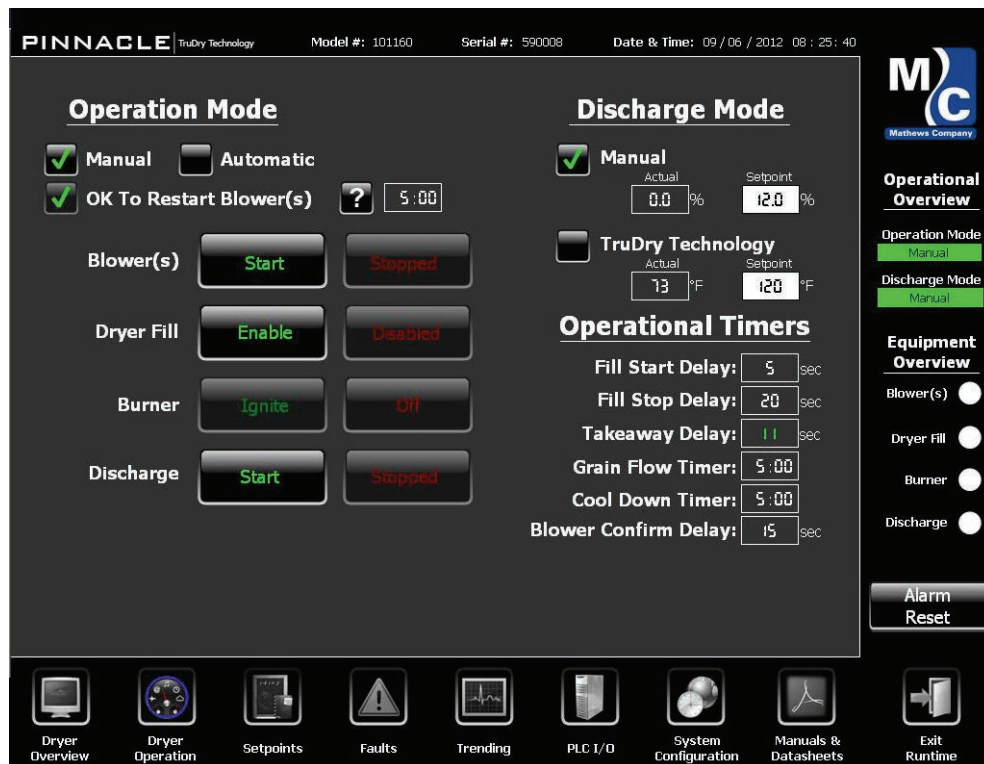 PINNACLE TruDry Technology Model #: 101160 Serial #: 590008 Date & Time: 09/06/2012 08:25:40
Operation Mode
Manual Automatic
OK To Restart Blower(s) ? 5:00
Blower(s) Start Stopped
Dryer Fill Enable Disabled
Burner Ignite Off
Discharge Start Stopped
Discharge Mode
Manual
Actual Setpoint
0.0 % 12.0 %
TruDry Technology
Actual Setpoint
73 °F 120 °F
Operational Timers
Fill Start Delay: 5 sec
Fill Stop Delay: 20 sec
Takeaway Delay: 11 sec
Grain Flow Timer: 5:00
Cool Down Timer: 5:00
Blower Confirm Delay: 15 sec
MC
Mathews Company
Operational
Overview
Operation Mode
Manual
Discharge Mode
Manual
Equipment
Overview
Blower(s)
Dryer Fill
Burner
Discharge
Alarm
Reset
Dryer
Overview
Dryer
Operation
Setpoints
Faults
Trending
PLC I/O
System
Configuration
Manuals &
Datasheets
Exit
Runtime